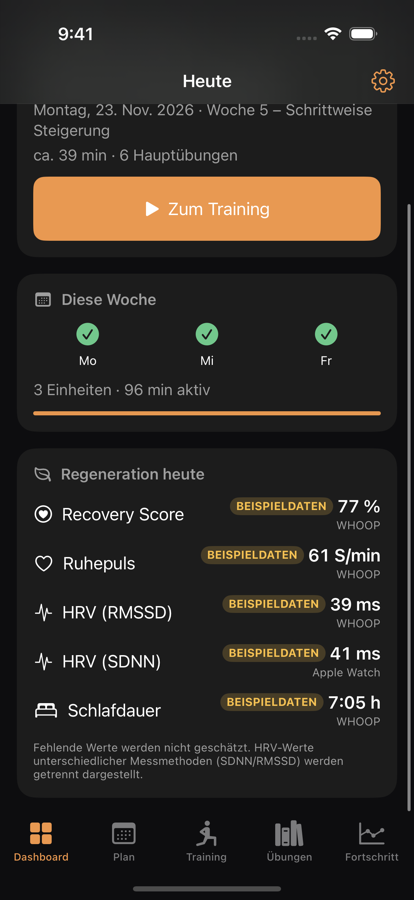 9:41
Heute
Montag, 23. Nov. 2026 · Woche 5 – Schrittweise
Steigerung
ca. 39 min · 6 Hauptübungen
Zum Training
Diese Woche
Mo Mi Fr
3 Einheiten · 96 min aktiv
Regeneration heute
Recovery Score BEISPIELDATEN 77 %
WHOOP
Ruhepuls BEISPIELDATEN 61 S/min
WHOOP
HRV (RMSSD) BEISPIELDATEN 39 ms
WHOOP
HRV (SDNN) BEISPIELDATEN 41 ms
Apple Watch
Schlafdauer BEISPIELDATEN 7:05 h
WHOOP
Fehlende Werte werden nicht geschätzt. HRV-Werte
unterschiedlicher Messmethoden (SDNN/RMSSD) werden
getrennt dargestellt.
Dashboard Plan Training Übungen Fortschritt